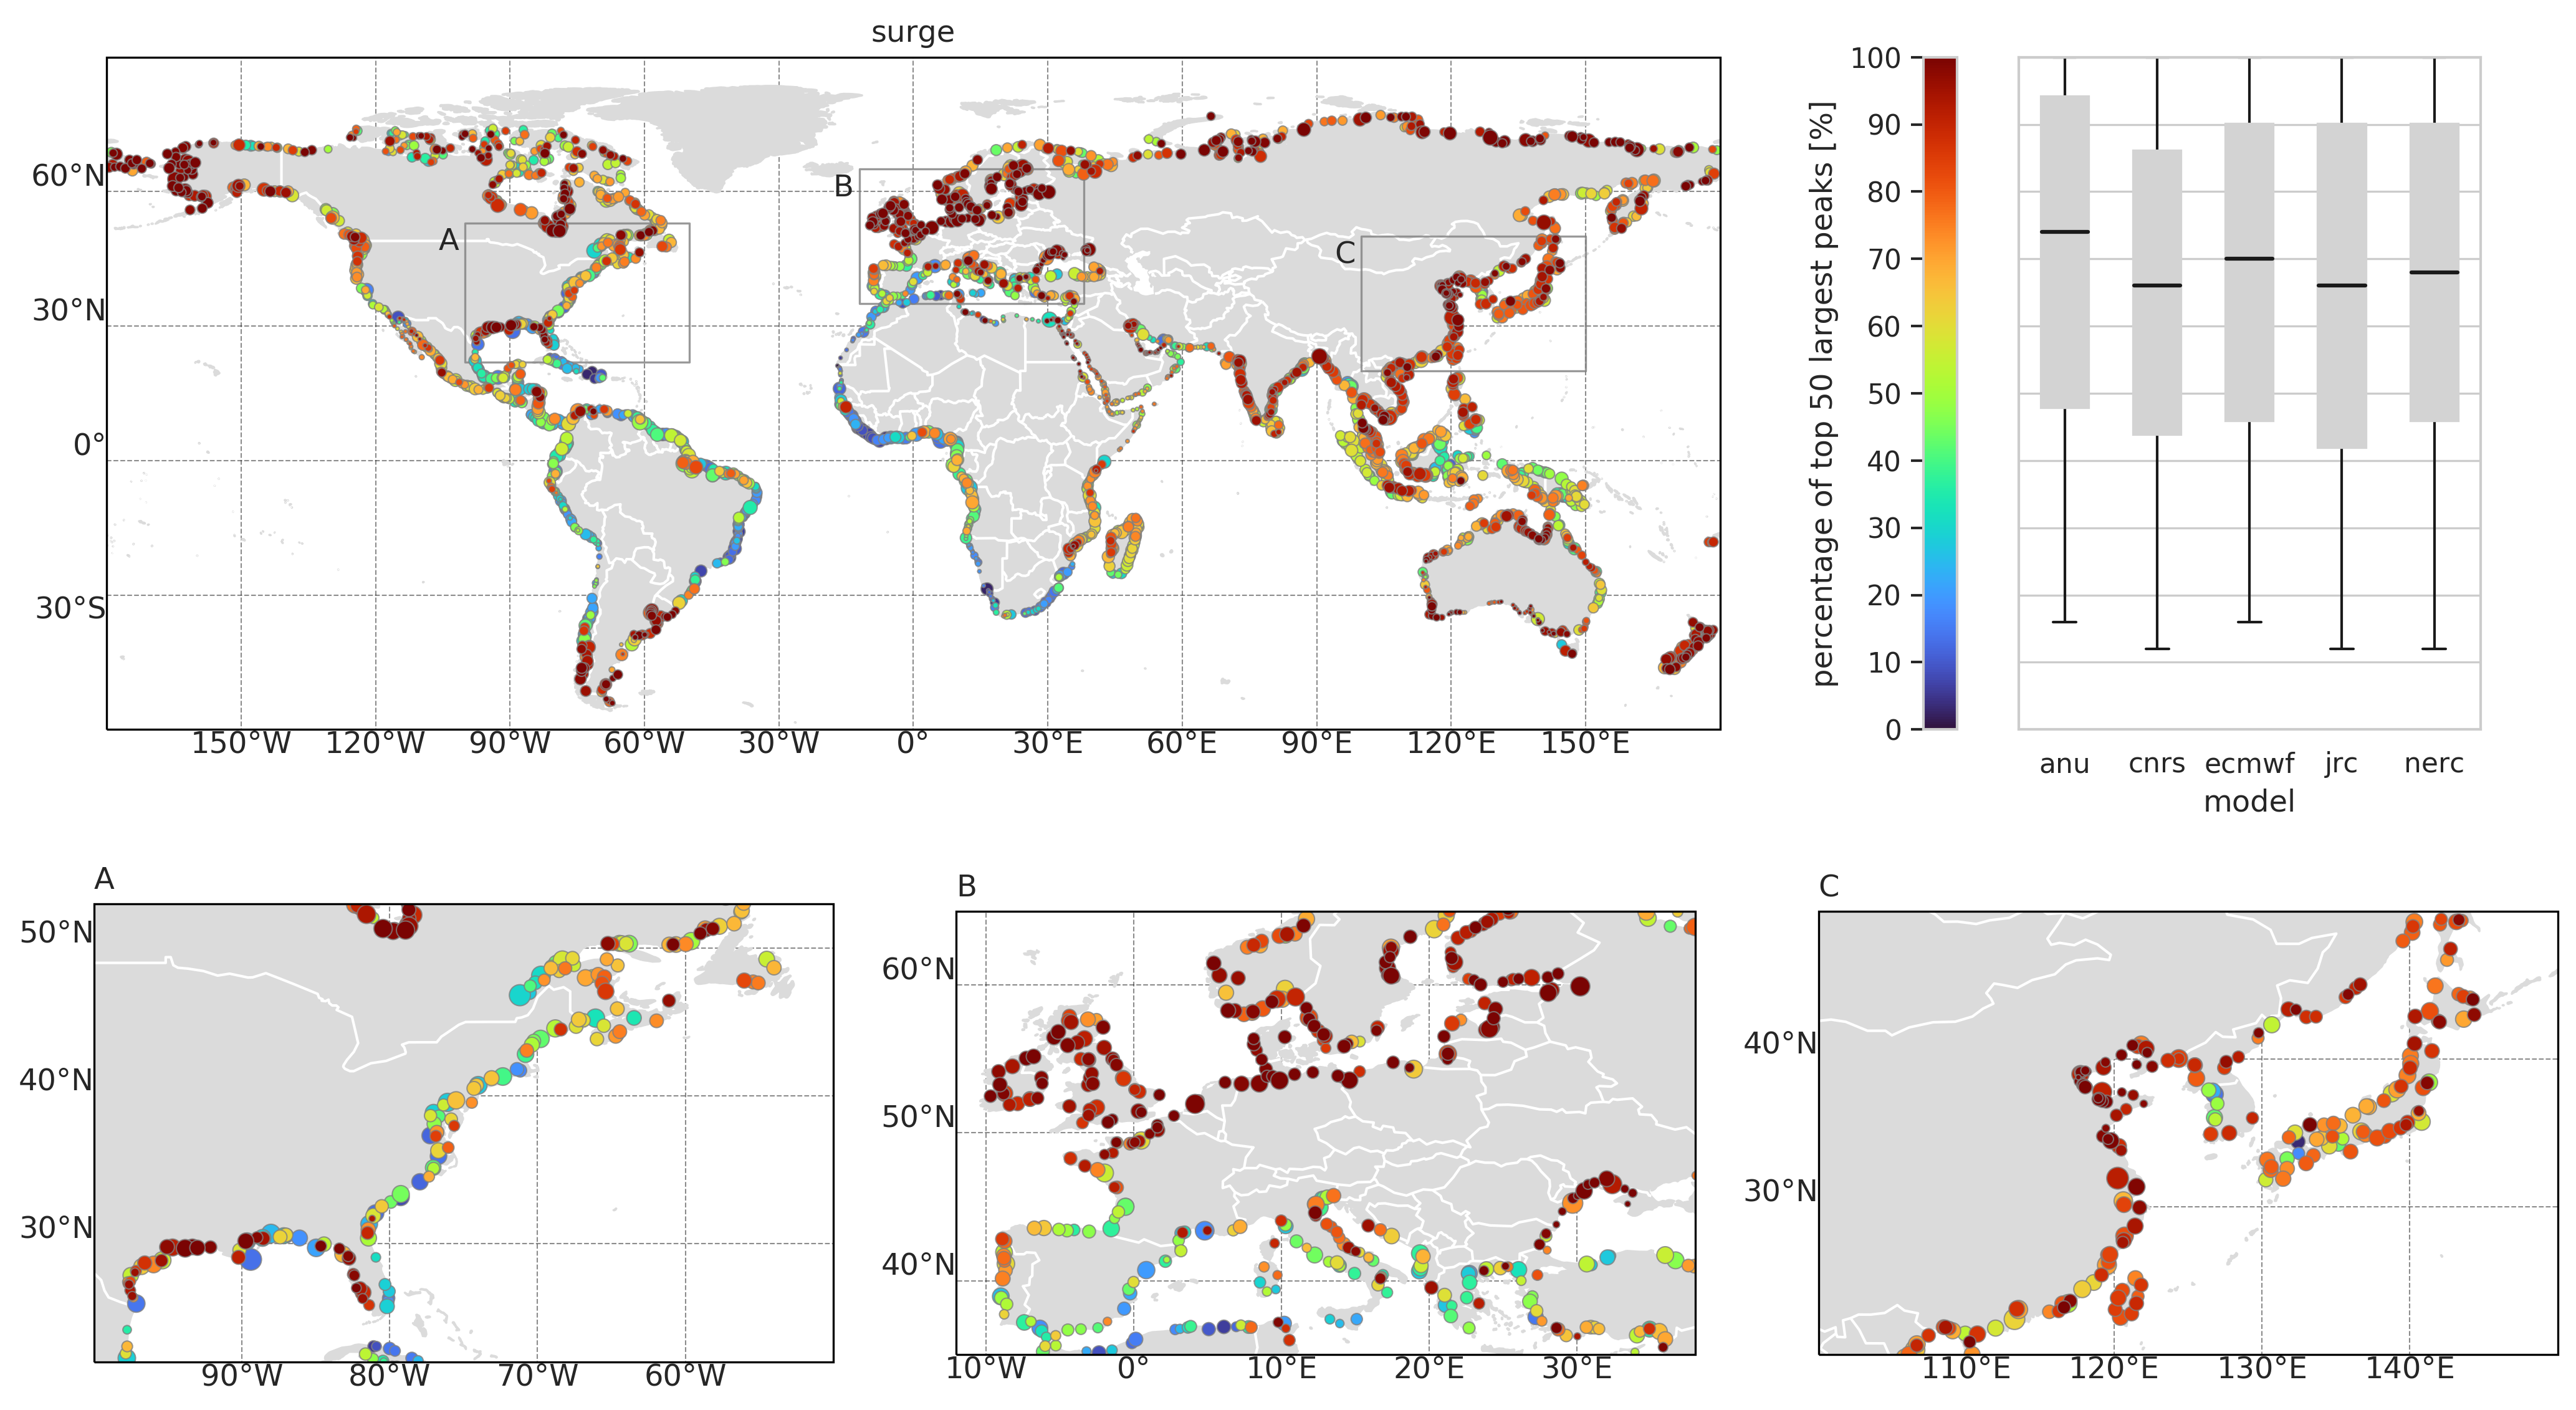 surge
60°N
30°N
0°
30°S
150°W 120°W 90°W 60°W 30°W 0° 30°E 60°E 90°E 120°E 150°E
A
B
C
percentage of top 50 largest peaks [%]
100
90
80
70
60
50
40
30
20
10
0
anu cnrs ecmwf jrc nerc
model
A
50°N
40°N
30°N
90°W 80°W 70°W 60°W
B
60°N
50°N
40°N
10°W 0° 10°E 20°E 30°E
C
40°N
30°N
110°E 120°E 130°E 140°E